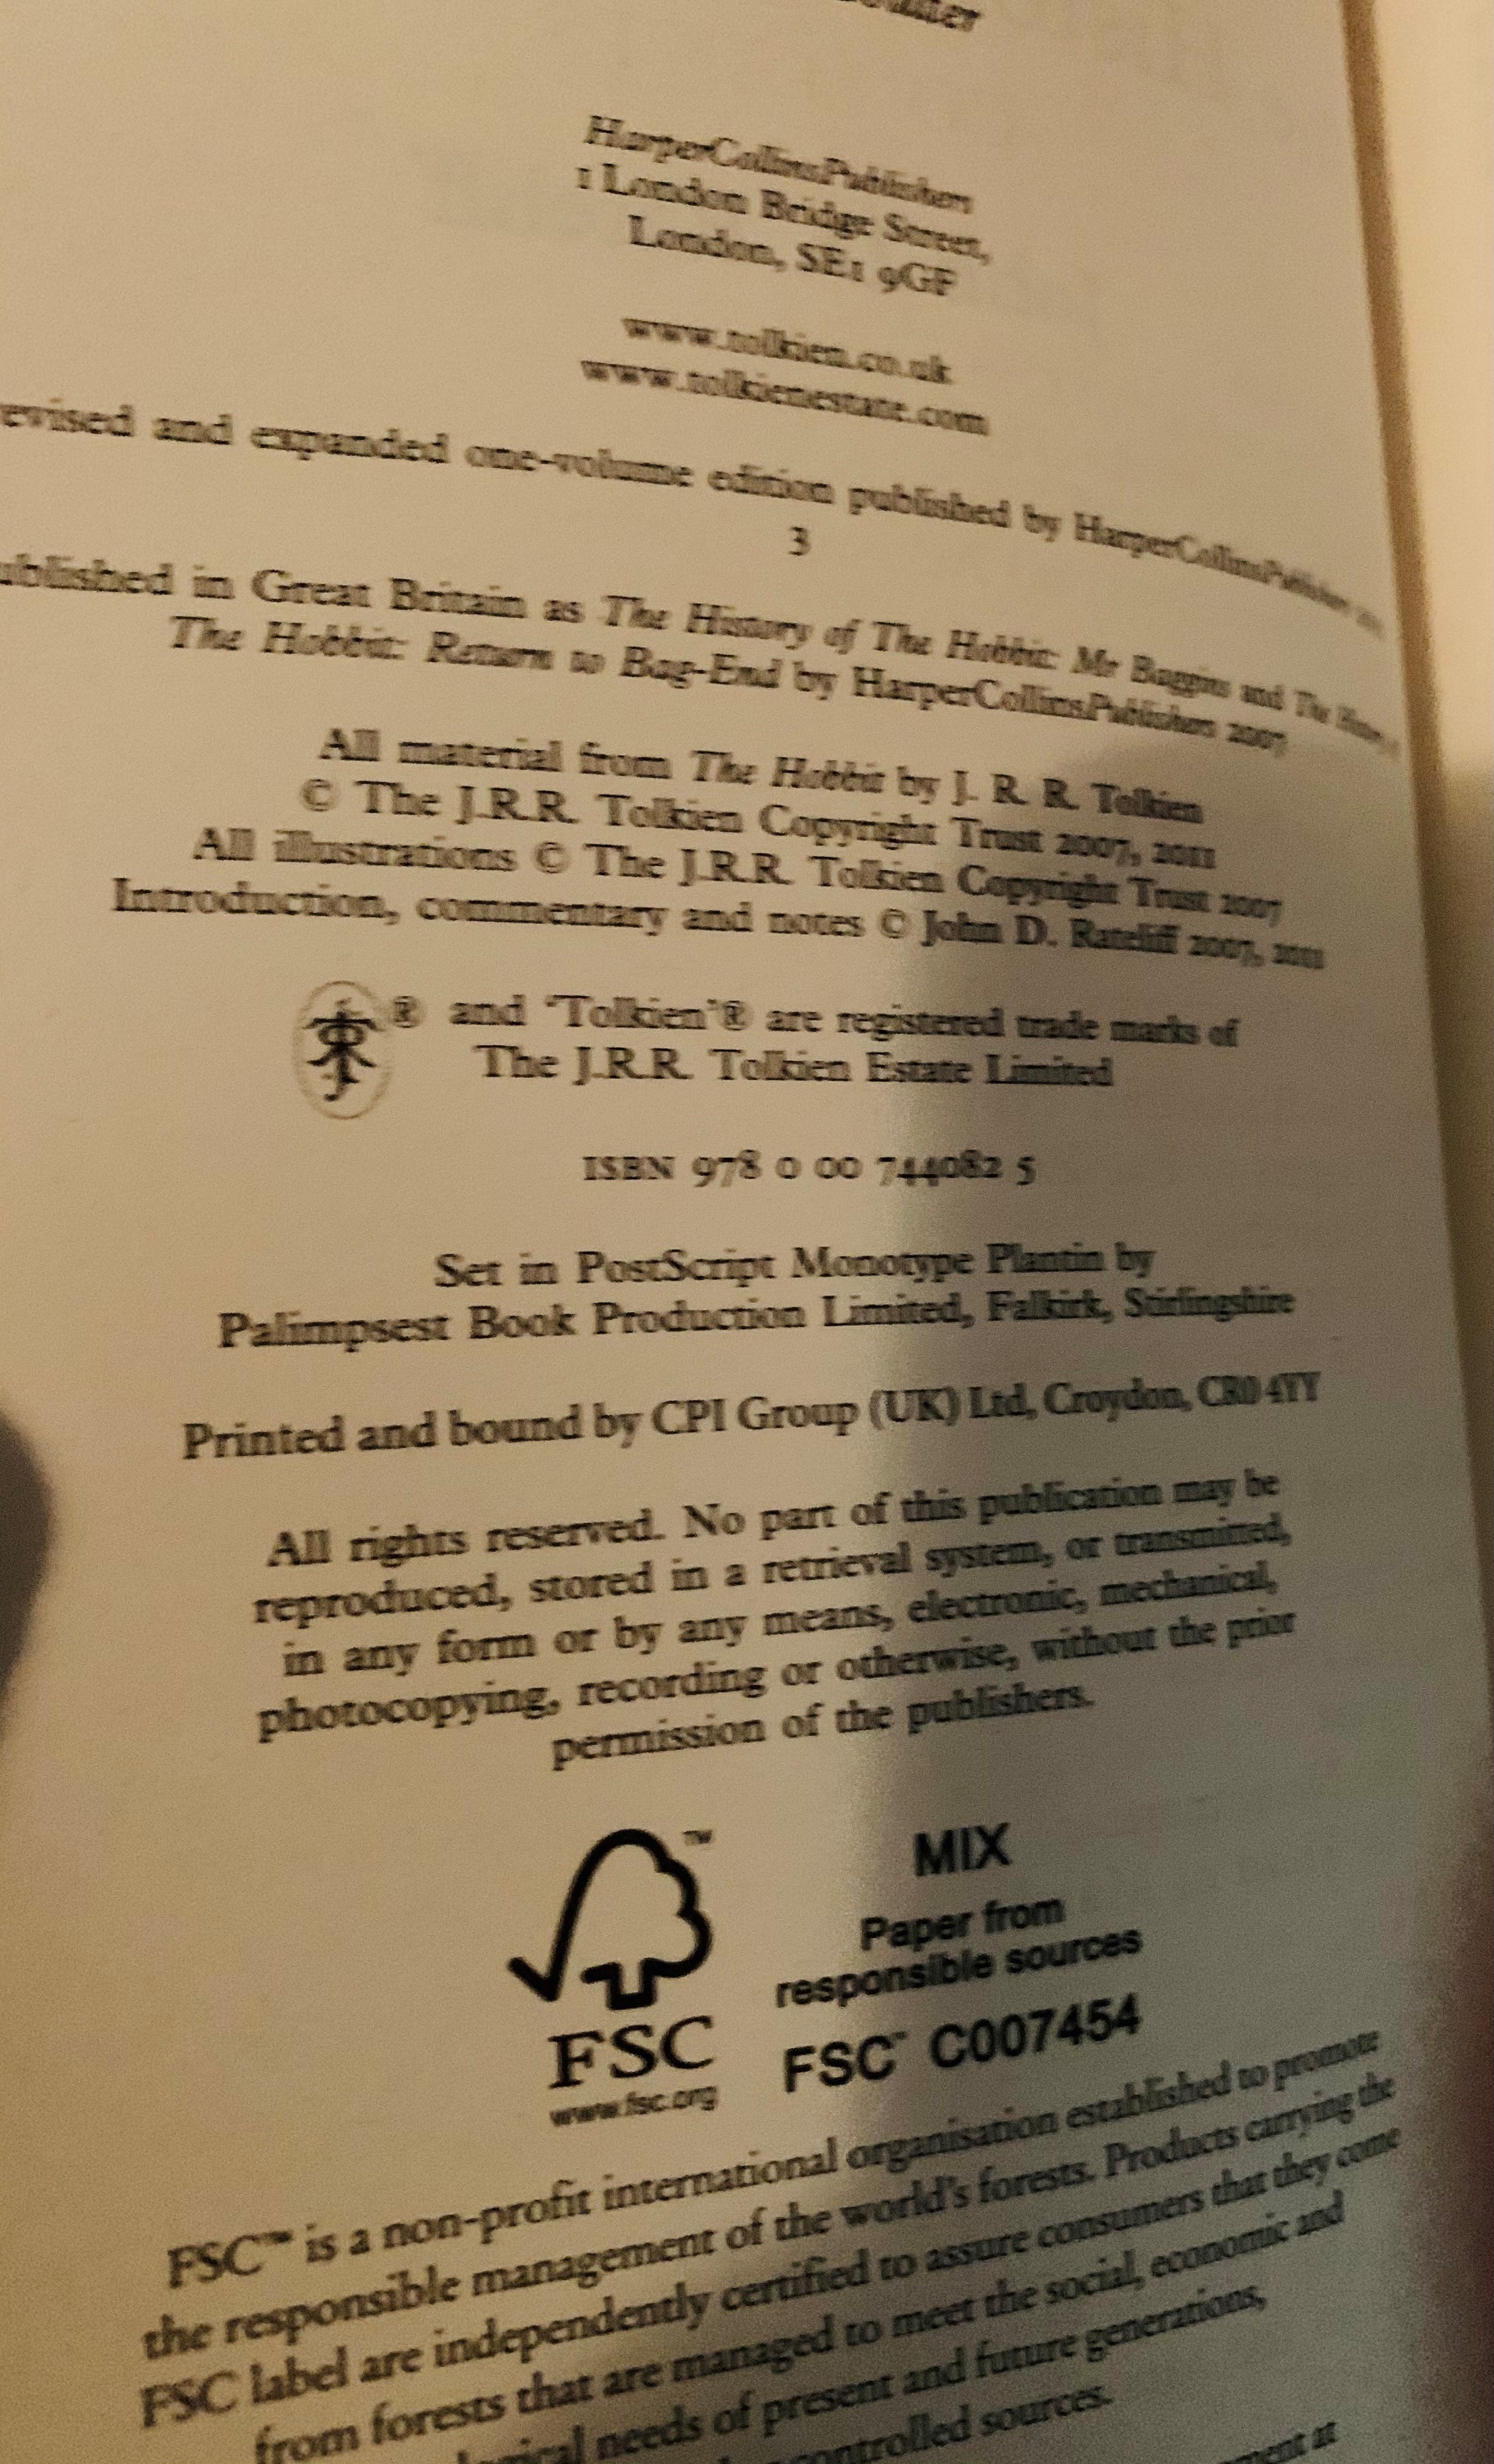 HarperCollinsPublishers
1 London Bridge Street,
London, SE1 9GF
www.tolkien.co.uk
www.tolkienestate.com
evised and expanded one-volume edition published by HarperCollinsPublishers
3
ublished in Great Britain as The History of The Hobbit: Mr Baggins and The History
The Hobbit: Return to Bag-End by HarperCollinsPublishers 2007
All material from The Hobbit by J. R. R. Tolkien
© The J.R.R. Tolkien Copyright Trust 2007, 2011
All illustrations © The J.R.R. Tolkien Copyright Trust 2007
Introduction, commentary and notes © John D. Rateliff 2007, 2011
® and ‘Tolkien’® are registered trade marks of
The J.R.R. Tolkien Estate Limited
ISBN 978 0 00 744082 5
Set in PostScript Monotype Plantin by
Palimpsest Book Production Limited, Falkirk, Stirlingshire
Printed and bound by CPI Group (UK) Ltd, Croydon, CR0 4YY
All rights reserved. No part of this publication may be
reproduced, stored in a retrieval system, or transmitted,
in any form or by any means, electronic, mechanical,
photocopying, recording or otherwise, without the prior
permission of the publishers.
™
FSC
www.fsc.org
MIX
Paper from
responsible sources
FSC™ C007454
FSC™ is a non-profit international organisation established to promote
the responsible management of the world's forests. Products carrying the
FSC label are independently certified to assure consumers that they come
from forests that are managed to meet the social, economic and
logical needs of present and future generations,
controlled sources.
ment at